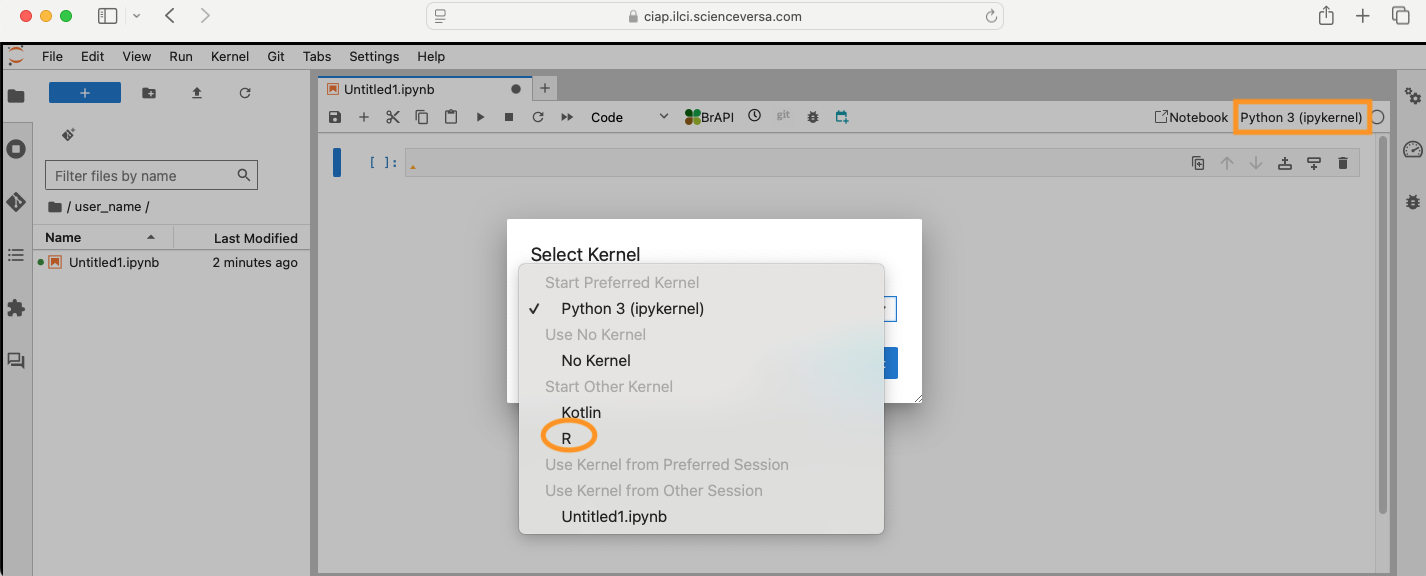 ciap.ilci.scienceversa.com
File Edit View Run Kernel Git Tabs Settings Help
Untitled1.ipynb
Code
BrAPI
git
Notebook
Python 3 (ipykernel)
Filter files by name
/ user_name /
Name
Last Modified
Untitled1.ipynb
2 minutes ago
[ ]:
Select Kernel
Start Preferred Kernel
✓ Python 3 (ipykernel)
Use No Kernel
No Kernel
Start Other Kernel
Kotlin
R
Use Kernel from Preferred Session
Use Kernel from Other Session
Untitled1.ipynb